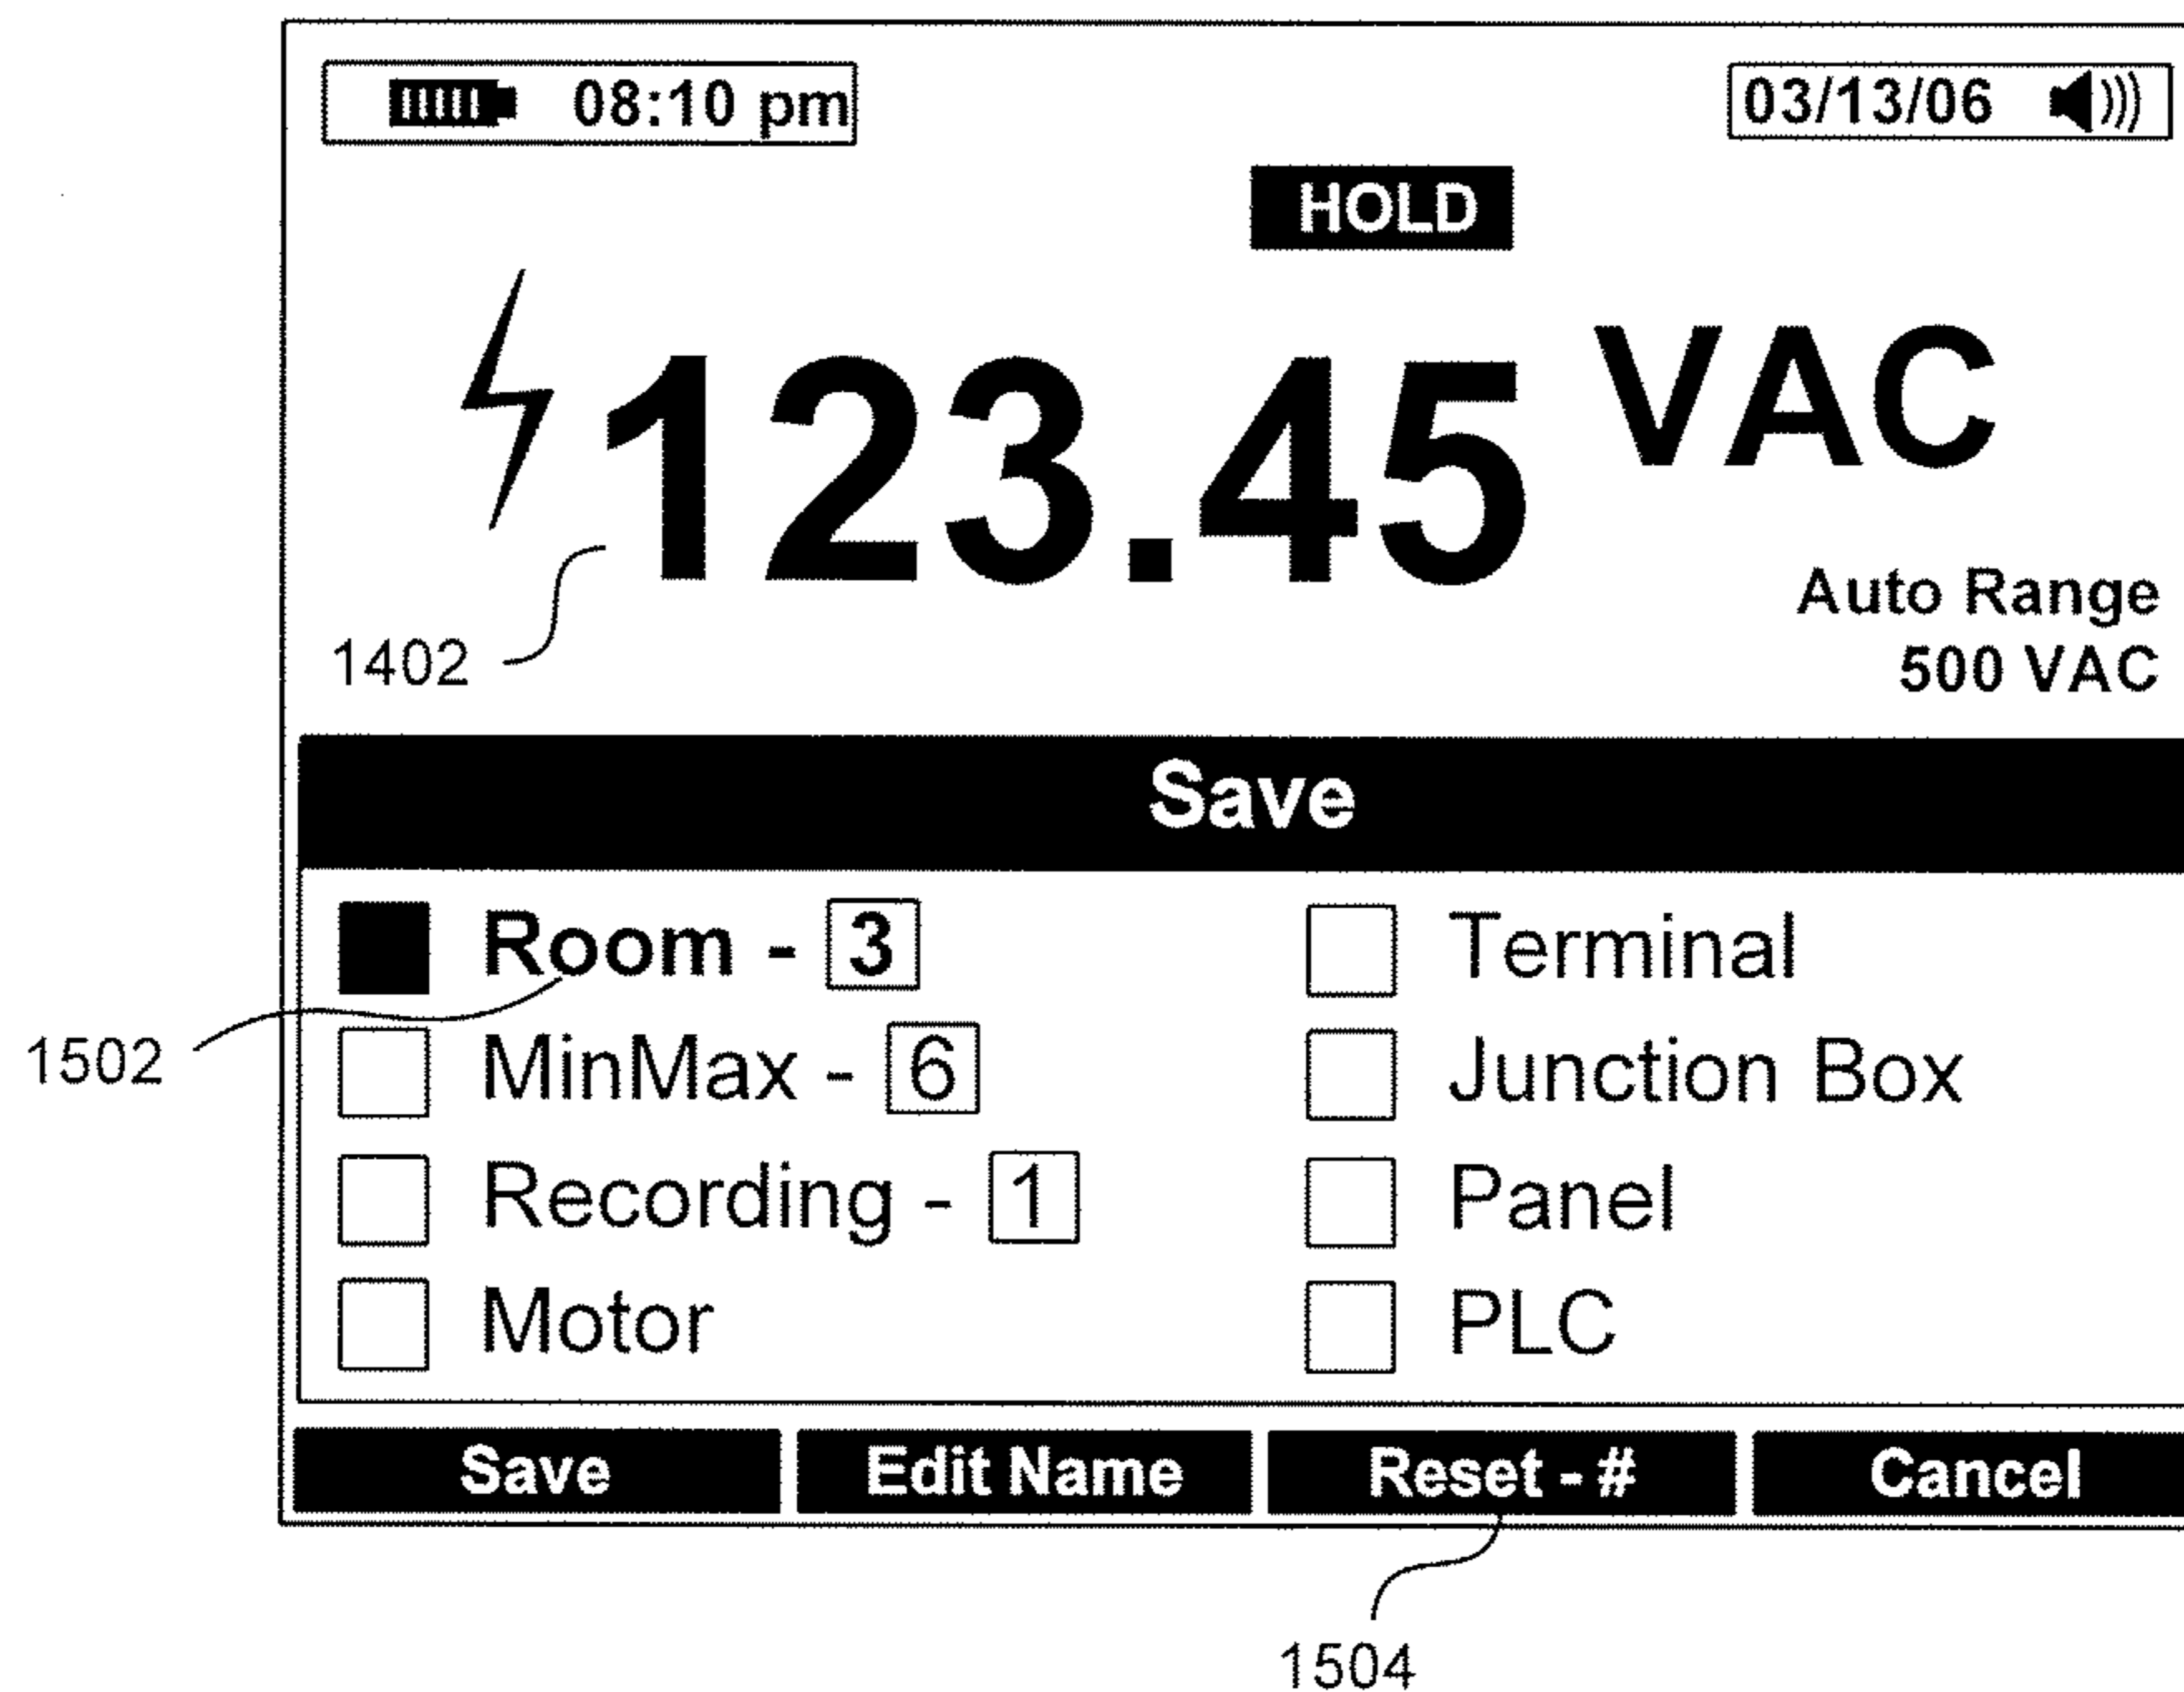 08:10 pm 03/13/06
HOLD
123.45 VAC
Auto Range
1402 500 VAC
Save
Room - 3 Terminal
1502 MinMax - 6 Junction Box
Recording - 1 Panel
Motor PLC
Save Edit Name Reset - # Cancel
1504